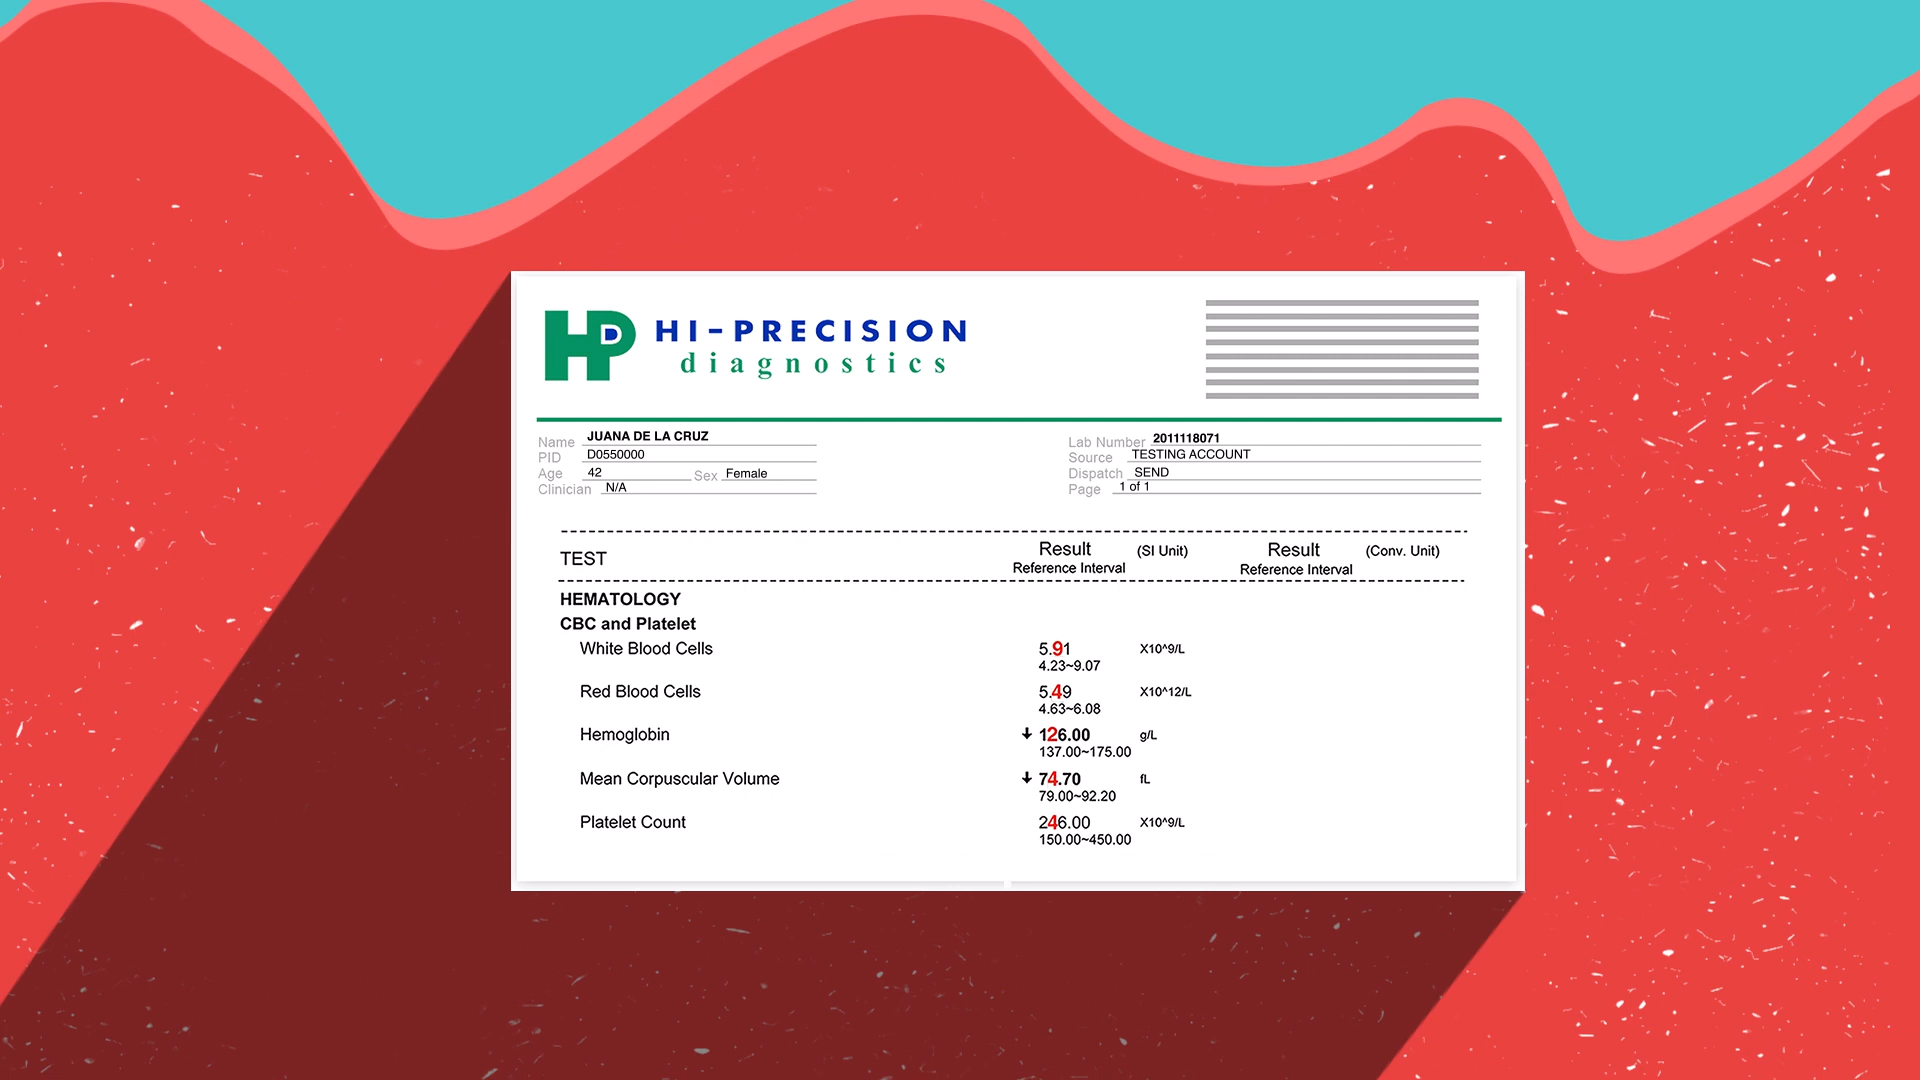 HP
D
HI-PRECISION
diagnostics
Name JUANA DE LA CRUZ
PID D0550000
Age 42 Sex Female
Clinician N/A
Lab Number 2011118071
Source TESTING ACCOUNT
Dispatch SEND
Page 1 of 1
TEST Result (SI Unit) Result (Conv. Unit)
Reference Interval Reference Interval
HEMATOLOGY
CBC and Platelet
White Blood Cells 5.91 X10^9/L
4.23~9.07
Red Blood Cells 5.49 X10^12/L
4.63~6.08
Hemoglobin 126.00 g/L
137.00~175.00
Mean Corpuscular Volume 74.70 fL
79.00~92.20
Platelet Count 246.00 X10^9/L
150.00~450.00